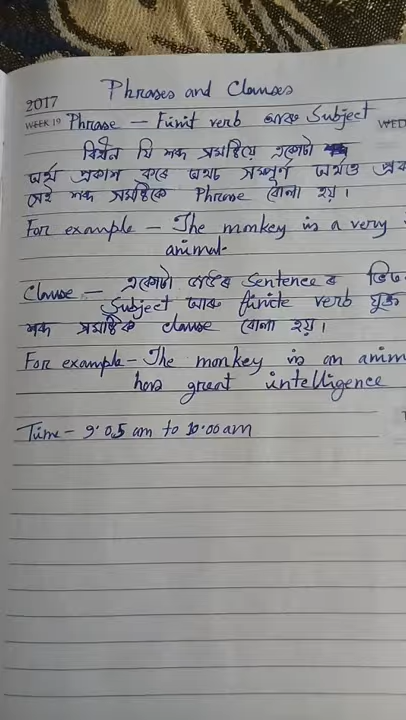 Phrases and Clauses
2017
WEEK 19 Phrase – Finit verb আৰু Subject
WED
বিহীন যি শব্দ সমষ্টিয়ে একোটা
অৰ্থ প্ৰকাশ কৰে অথচ সম্পূৰ্ণ অৰ্থও প্ৰক
সেই শব্দ সমষ্টিকে Phrase বোলা হয়।
For example – The monkey is a very
animal.
Clause – একোটা Sentence ৰ ভিত
Subject আৰু finite verb যুক্ত
শব্দ সমষ্টিক clause বোলা হয়।
For example – The monkey is an anim
has great intelligence
Time – 9:05 am to 10:00 am